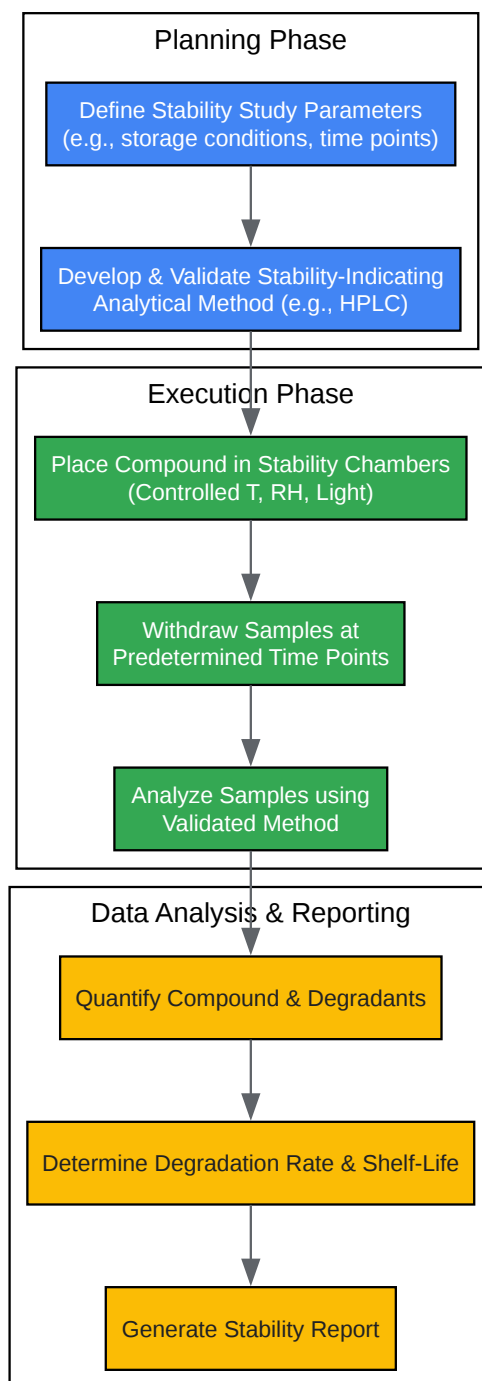 Planning Phase
Define Stability Study Parameters
(e.g., storage conditions, time points)
Develop & Validate Stability-Indicating
Analytical Method (e.g., HPLC)
Execution Phase
Place Compound in Stability Chambers
(Controlled T, RH, Light)
Withdraw Samples at
Predetermined Time Points
Analyze Samples using
Validated Method
Data Analysis & Reporting
Quantify Compound & Degradants
Determine Degradation Rate & Shelf-Life
Generate Stability Report